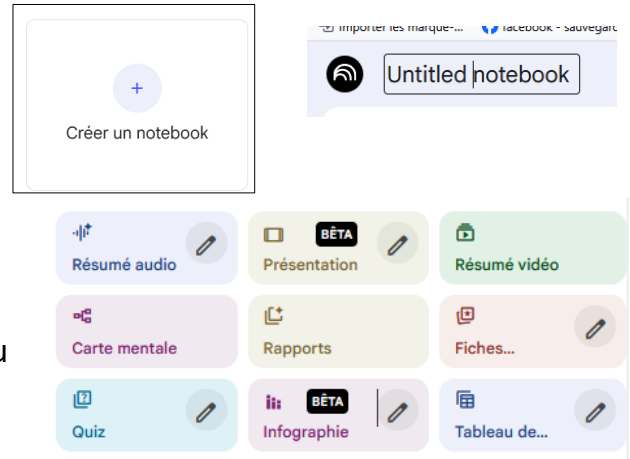 Importer les marque-... facebook - sauvegard
Untitled notebook
Créer un notebook
BÊTA
Résumé audio Présentation Résumé vidéo
Carte mentale Rapports Fiches...
u
BÊTA
Quiz Infographie Tableau de...